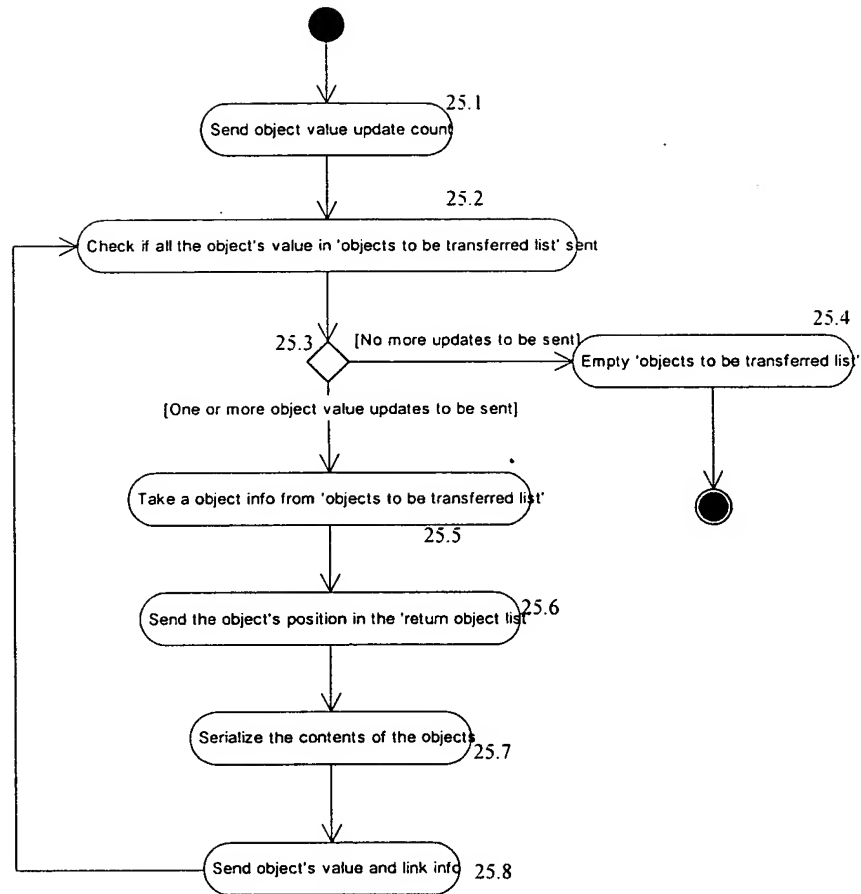 25.1
Send object value update count
25.2
Check if all the object's value in 'objects to be transferred list' sent
25.3
[No more updates to be sent]
25.4
Empty 'objects to be transferred list'
[One or more object value updates to be sent]
Take a object info from 'objects to be transferred list'
25.5
Send the object's position in the 'return object list'
25.6
Serialize the contents of the objects
25.7
Send object's value and link info
25.8